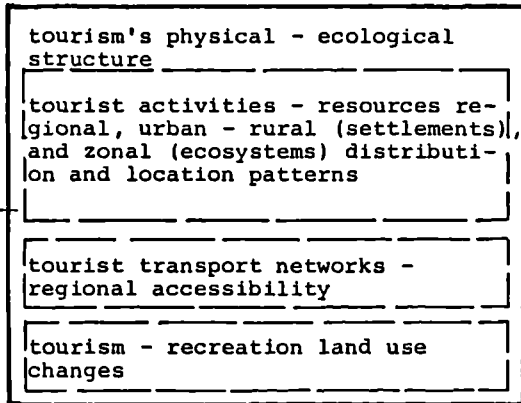 tourism's physical - ecological
structure
tourist activities - resources re-
gional, urban - rural (settlements),
and zonal (ecosystems) distributi-
on and location patterns
tourist transport networks -
regional accessibility
tourism - recreation land use
changes